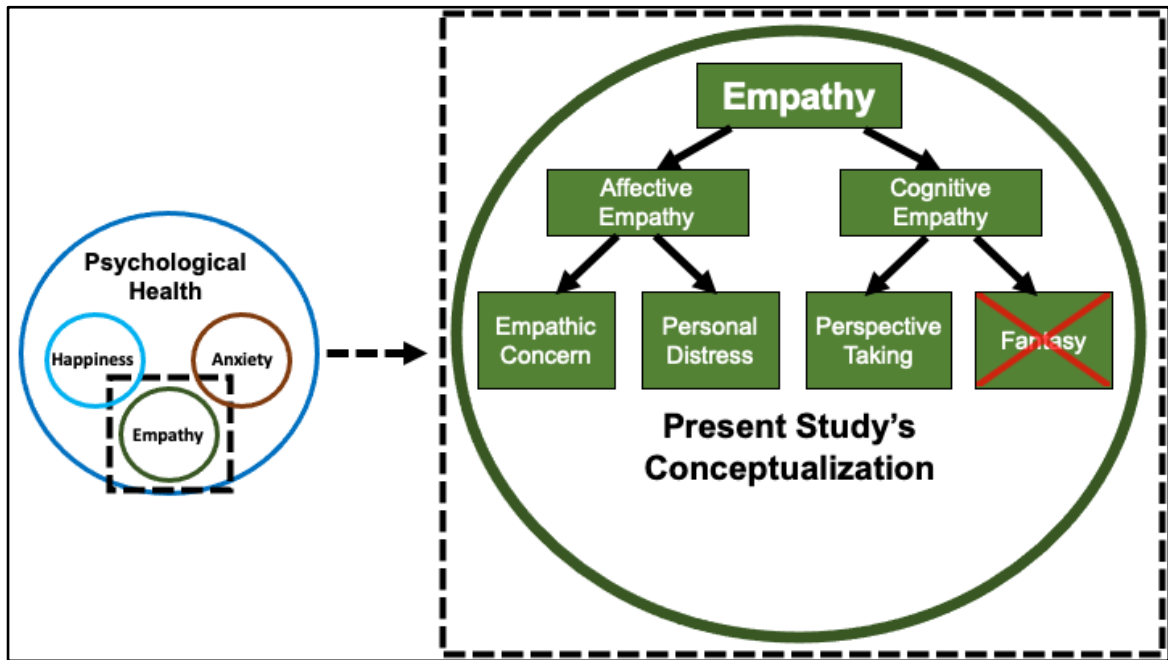 Psychological
Health
Happiness
Anxiety
Empathy
Empathy
Affective
Empathy
Cognitive
Empathy
Empathic
Concern
Personal
Distress
Perspective
Taking
Fantasy
Present Study's
Conceptualization